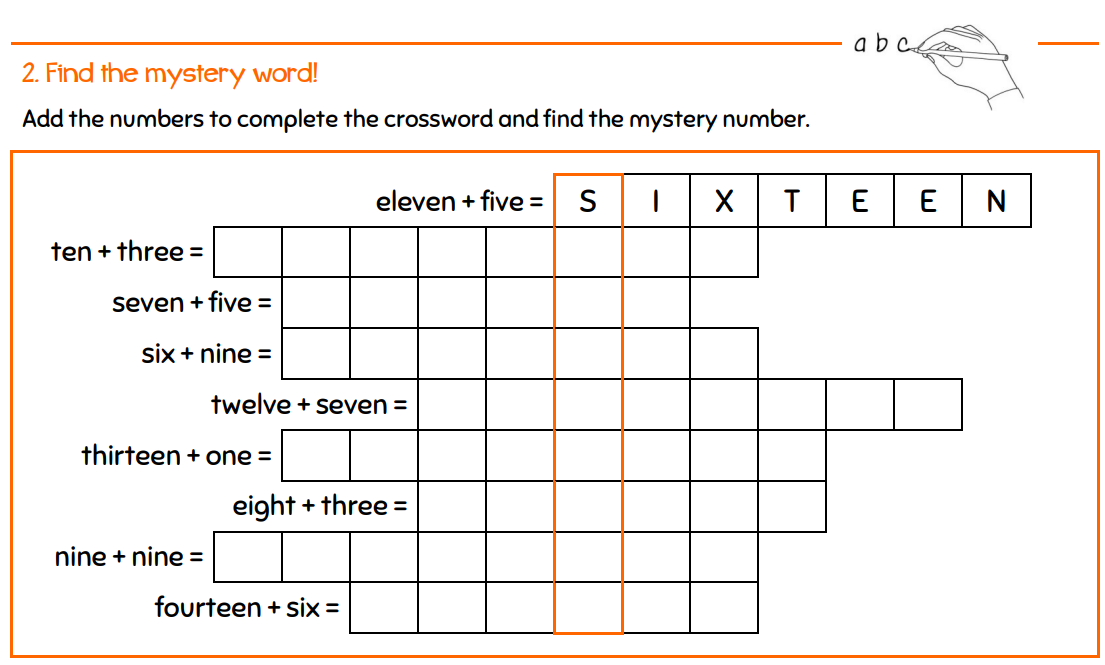 a b c
2. Find the mystery word!
Add the numbers to complete the crossword and find the mystery number.
eleven + five = S I X T E E N
ten + three =
seven + five =
six + nine =
twelve + seven =
thirteen + one =
eight + three =
nine + nine =
fourteen + six =